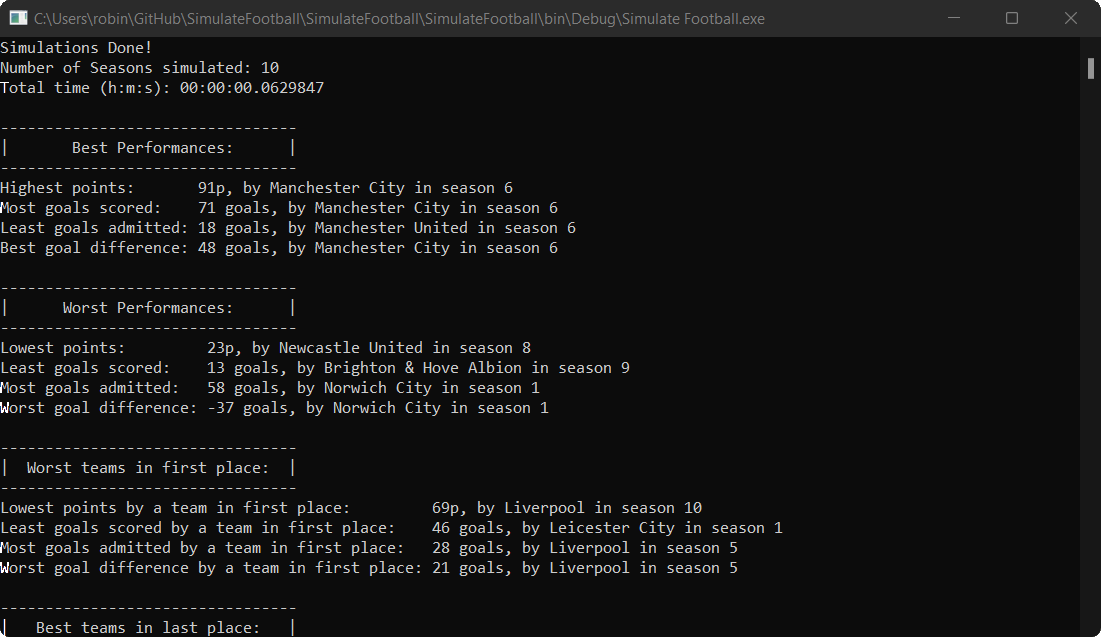 C:\Users\robin\GitHub\SimulateFootball\SimulateFootball\SimulateFootball\bin\Debug\Simulate Football.exe
Simulations Done!
Number of Seasons simulated: 10
Total time (h:m:s): 00:00:00.0629847
---------------------------------
|       Best Performances:      |
---------------------------------
Highest points:       91p, by Manchester City in season 6
Most goals scored:    71 goals, by Manchester City in season 6
Least goals admitted: 18 goals, by Manchester United in season 6
Best goal difference: 48 goals, by Manchester City in season 6
---------------------------------
|      Worst Performances:      |
---------------------------------
Lowest points:         23p, by Newcastle United in season 8
Least goals scored:    13 goals, by Brighton & Hove Albion in season 9
Most goals admitted:   58 goals, by Norwich City in season 1
Worst goal difference: -37 goals, by Norwich City in season 1
---------------------------------
|  Worst teams in first place:  |
---------------------------------
Lowest points by a team in first place:         69p, by Liverpool in season 10
Least goals scored by a team in first place:    46 goals, by Leicester City in season 1
Most goals admitted by a team in first place:   28 goals, by Liverpool in season 5
Worst goal difference by a team in first place: 21 goals, by Liverpool in season 5
---------------------------------
|   Best teams in last place:   |